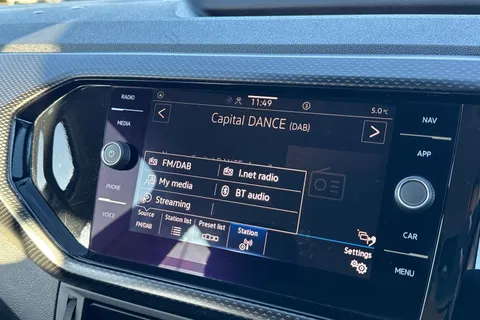 RADIO
MEDIA
PHONE
VOICE
11:49
5.0°C
Capital DANCE (DAB)
FM/DAB
I.net radio
My media
BT audio
Streaming
Source
FM/DAB
Station list
Preset list
Station
Settings
NAV
APP
CAR
MENU